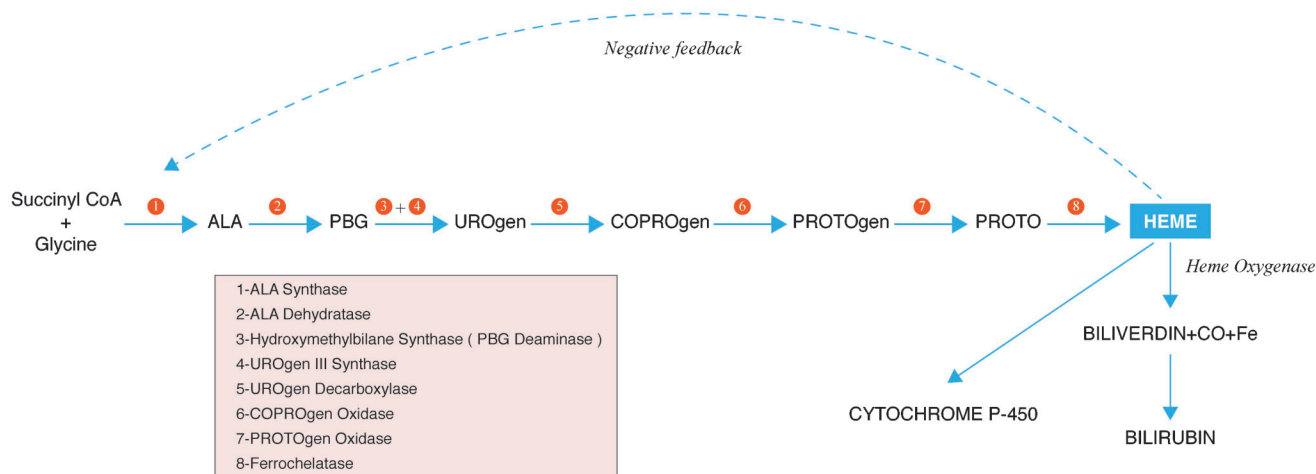 Negative feedback
Succinyl CoA
+
Glycine
1
ALA
2
PBG
3 + 4
UROgen
5
COPROgen
6
PROTOgen
7
PROTO
8
HEME
Heme Oxygenase
BILIVERDIN+CO+Fe
CYTOCHROME P-450
BILIRUBIN
1-ALA Synthase
2-ALA Dehydratase
3-Hydroxymethylbilane Synthase ( PBG Deaminase )
4-UROgen III Synthase
5-UROgen Decarboxylase
6-COPROgen Oxidase
7-PROTOgen Oxidase
8-Ferrochelatase